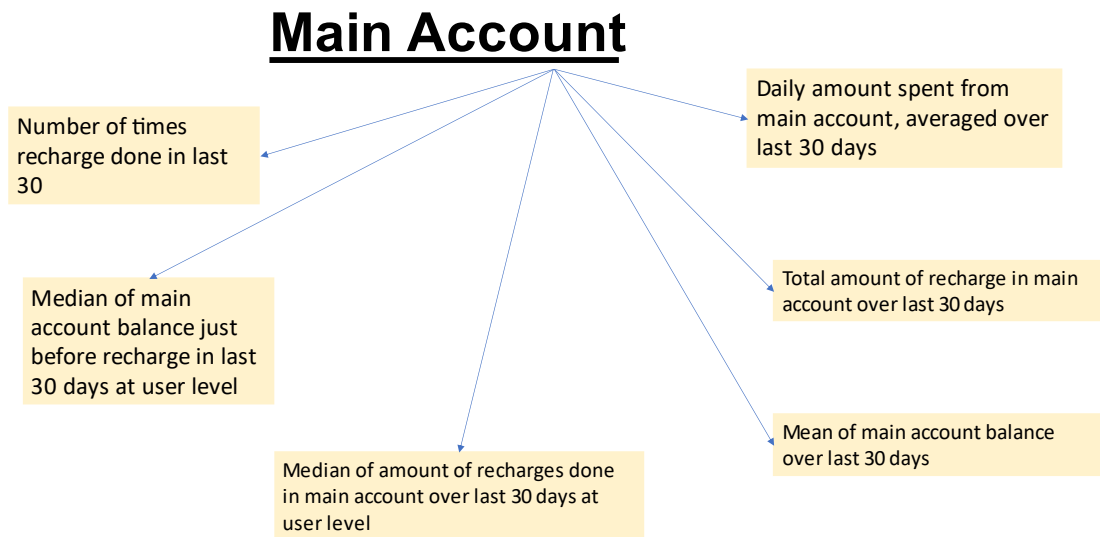 Main Account
Daily amount spent from
main account, averaged over
last 30 days
Number of times
recharge done in last
30
Total amount of recharge in main
account over last 30 days
Median of main
account balance just
before recharge in last
30 days at user level
Mean of main account balance
over last 30 days
Median of amount of recharges done
in main account over last 30 days at
user level